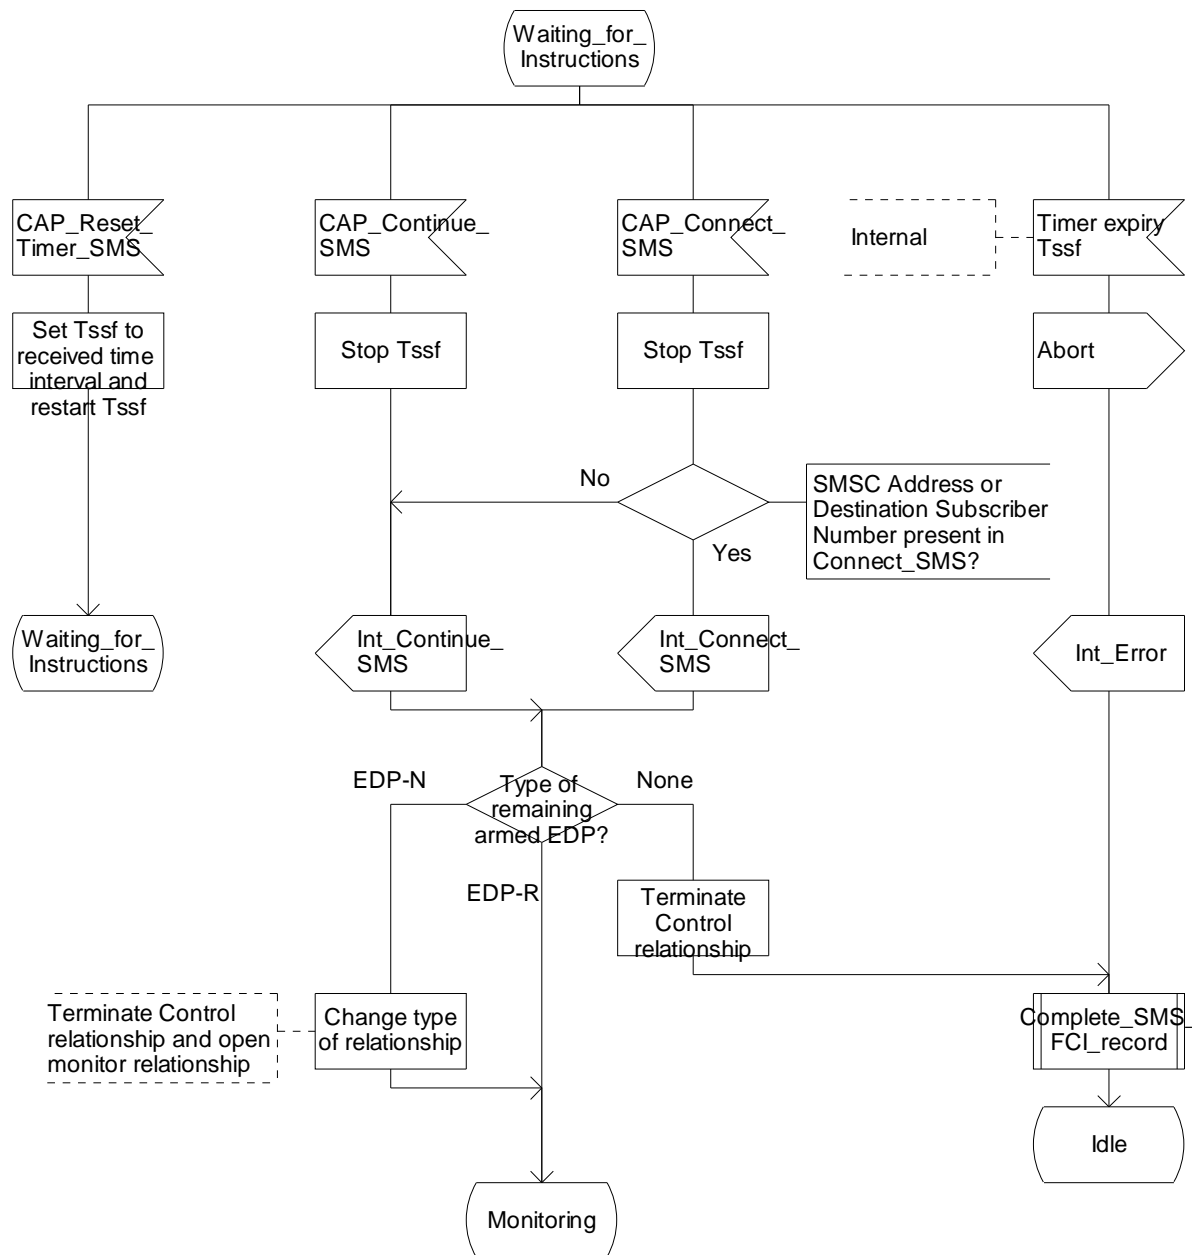 Waiting_for_
Instructions
CAP_Reset_
Timer_SMS
CAP_Continue_
SMS
CAP_Connect_
SMS
Internal
Timer expiry
Tssf
Set Tssf to
received time
interval and
restart Tssf
Stop Tssf
Stop Tssf
Abort
No
Yes
SMSC Address or
Destination Subscriber
Number present in
Connect_SMS?
Waiting_for_
Instructions
Int_Continue_
SMS
Int_Connect_
SMS
Int_Error
EDP-N
Type of
remaining
armed EDP?
None
EDP-R
Terminate
Control
relationship
Terminate Control
relationship and open
monitor relationship
Change type
of relationship
Complete_SMS_
FCI_record
Idle
Monitoring